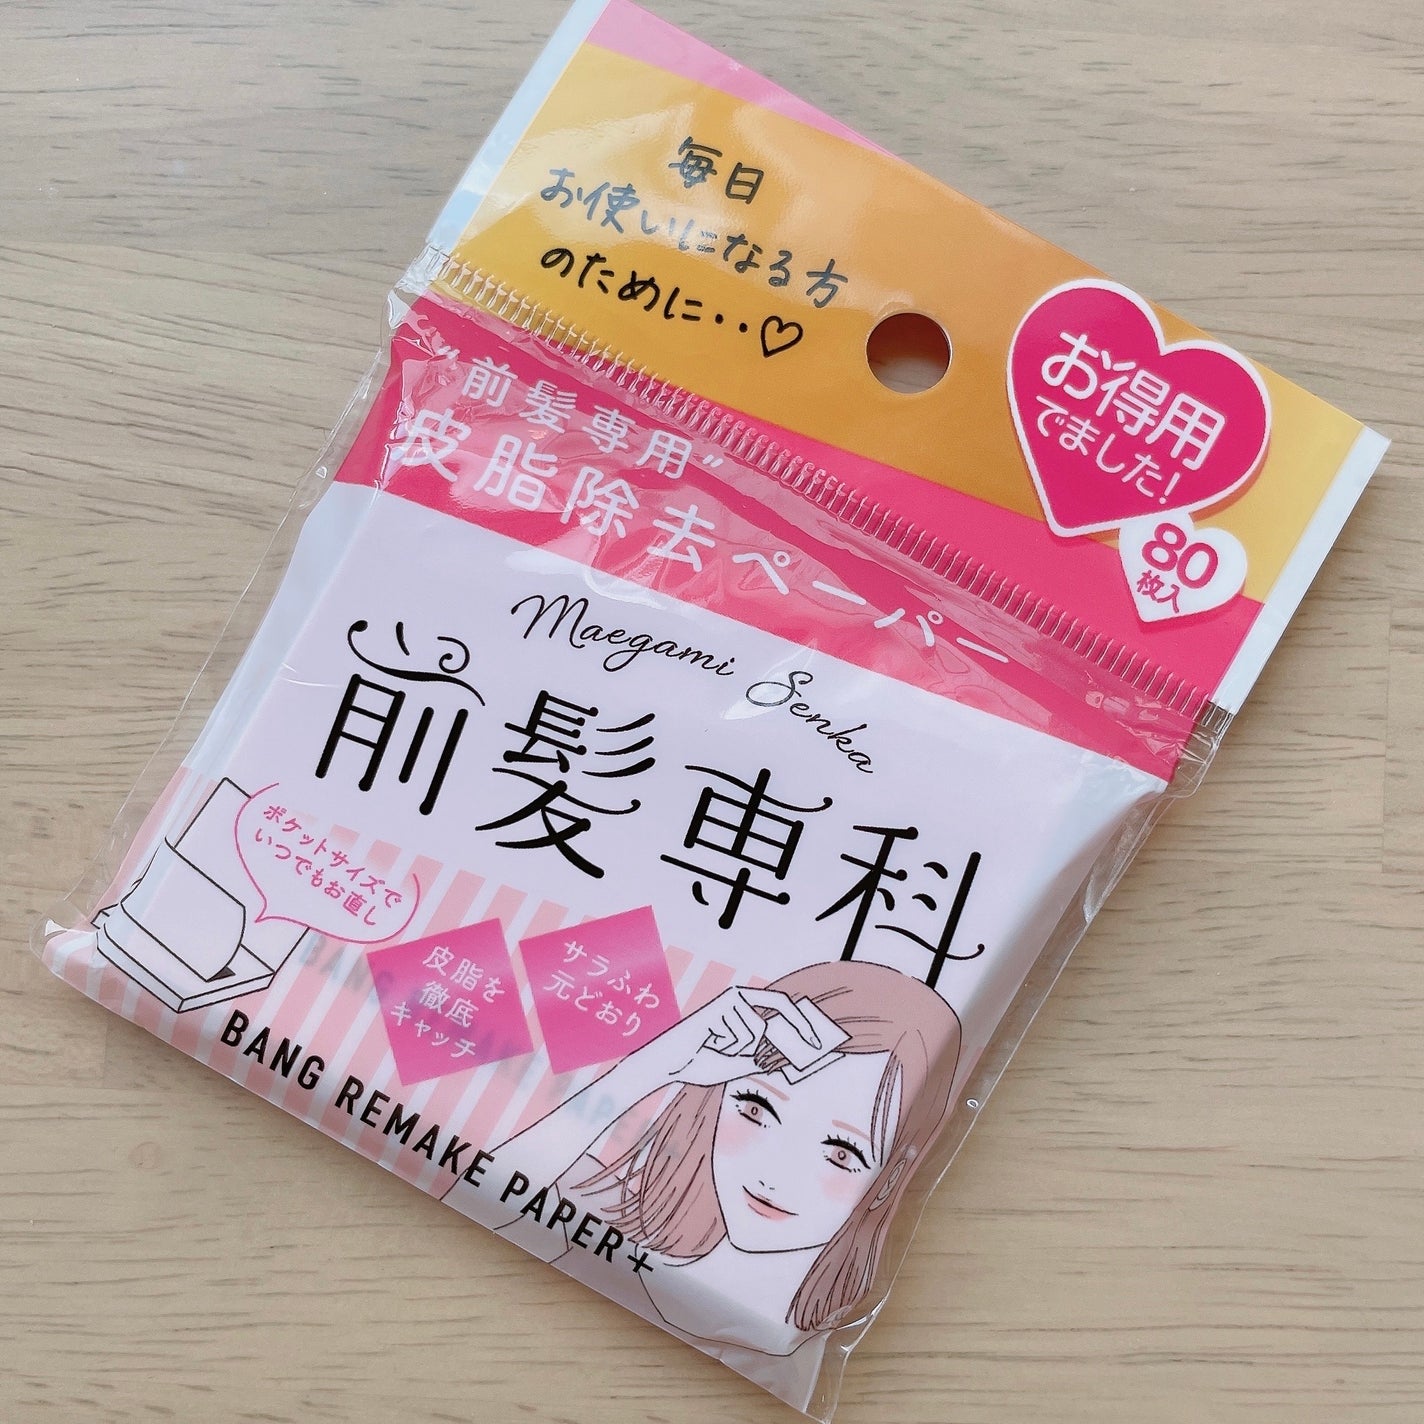 毎日
お使いになる方
のために・・♡
お得用
でました!
80
枚入
"前髪専用"
皮脂除去ペーパー
Maegami Senka
前髪専科
ポケットサイズで
いつでもお直し
皮脂を
徹底
キャッチ
サラふわ
元どおり
BANG REMAKE PAPER+